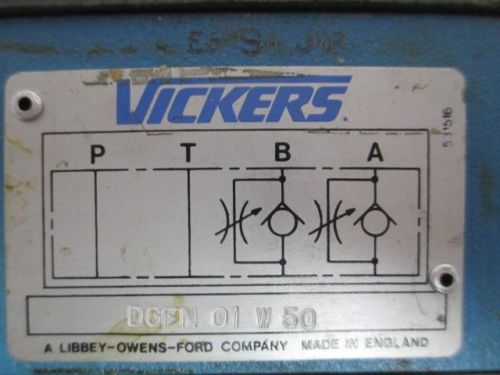 VICKERS.
P T B A
DGFN 01 W 50
A LIBBEY-OWENS-FORD COMPANY MADE IN ENGLAND